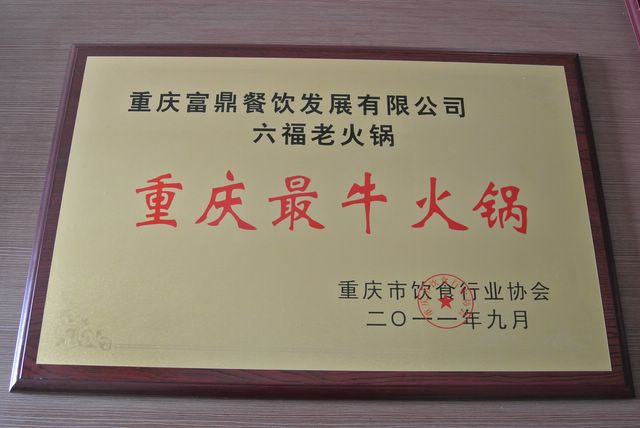 重庆富鼎餐饮发展有限公司
六福老火锅
重庆最牛火锅
重庆市饮食行业协会
二〇一一年九月